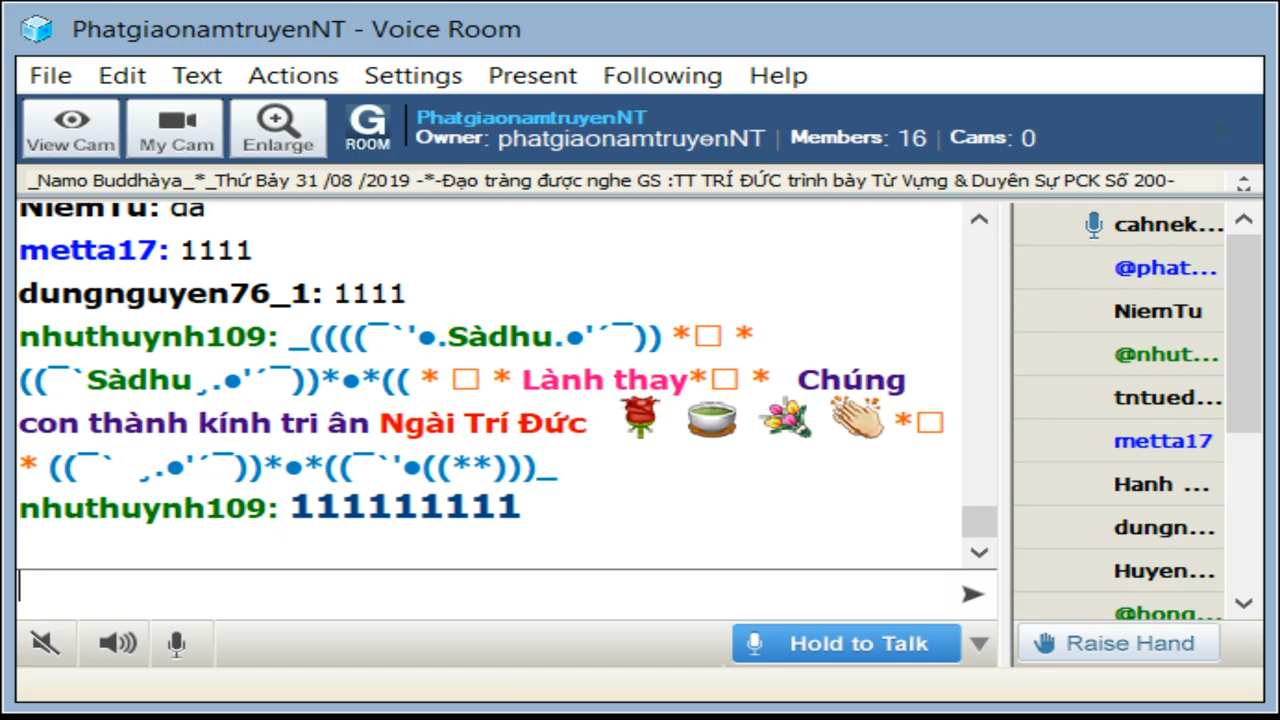 PhatgiaonamtruyenNT - Voice Room
File Edit Text Actions Settings Present Following Help
View Cam My Cam Enlarge G ROOM
PhatgiaonamtruyenNT
Owner: phatgiaonamtruyenNT | Members: 16 | Cams: 0
_Namo Buddhàya_*_Thứ Bảy 31 /08 /2019 -*-Đạo tràng được nghe GS :TT TRÍ ĐỨC trình bày Từ Vựng & Duyên Sự PCK Số 200-
NiemTu: da
metta17: 1111
dungnguyen76_1: 1111
nhuthuynh109: _((((¯`'●.Sàdhu.●'´¯)) *□ *
((¯`Sàdhu¸.●'´¯))*●*(( * □ * Lành thay*□ * Chúng
con thành kính tri ân Ngài Trí Đức *□
* ((¯` ¸.●'´¯))*●*((¯`'●((**)))_
nhuthuynh109: 111111111
cahnek...
@phat...
NiemTu
@nhut...
tntued...
metta17
Hanh ...
dungn...
Huyen...
@hong...
Hold to Talk
Raise Hand